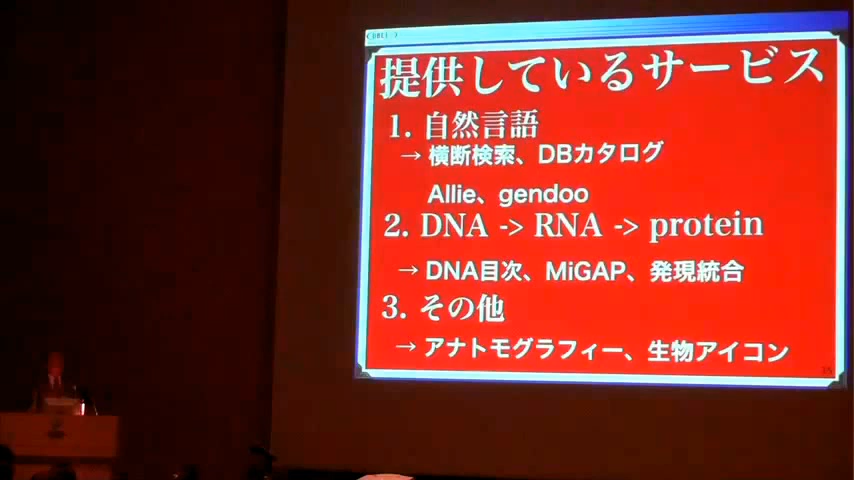 提供しているサービス
1. 自然言語
→ 横断検索、DBカタログ
Allie、gendoo
2. DNA -> RNA -> protein
→ DNA目次、MiGAP、発現統合
3. その他
→ アナトモグラフィー、生物アイコン